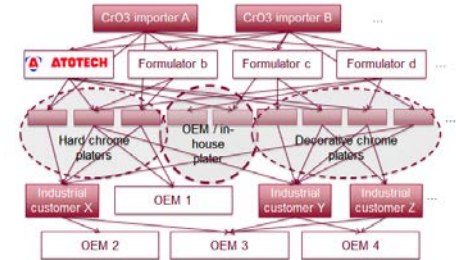 CrO3 importer A
CrO3 importer B
...
ATOTECH
Formulator b
Formulator c
Formulator d
...
...
Hard chrome
platers
OEM / in-
house
plater
Decorative chrome
platers
Industrial
customer X
OEM 1
Industrial
customer Y
Industrial
customer Z
...
OEM 2
OEM 3
OEM 4